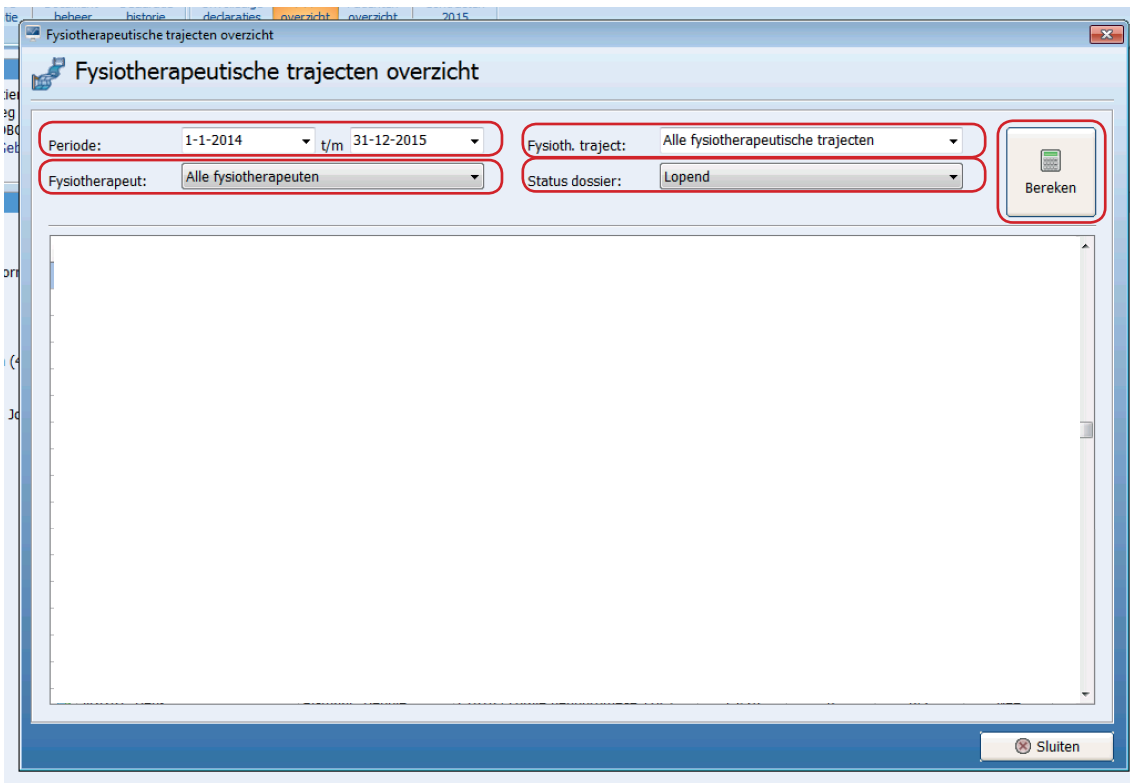 beheer historie declaraties overzicht overzicht 2015
Fysiotherapeutische trajecten overzicht
Fysiotherapeutische trajecten overzicht
Periode: 1-1-2014 t/m 31-12-2015 Fysioth. traject: Alle fysiotherapeutische trajecten
Fysiotherapeut: Alle fysiotherapeuten Status dossier: Lopend
Bereken
Sluiten